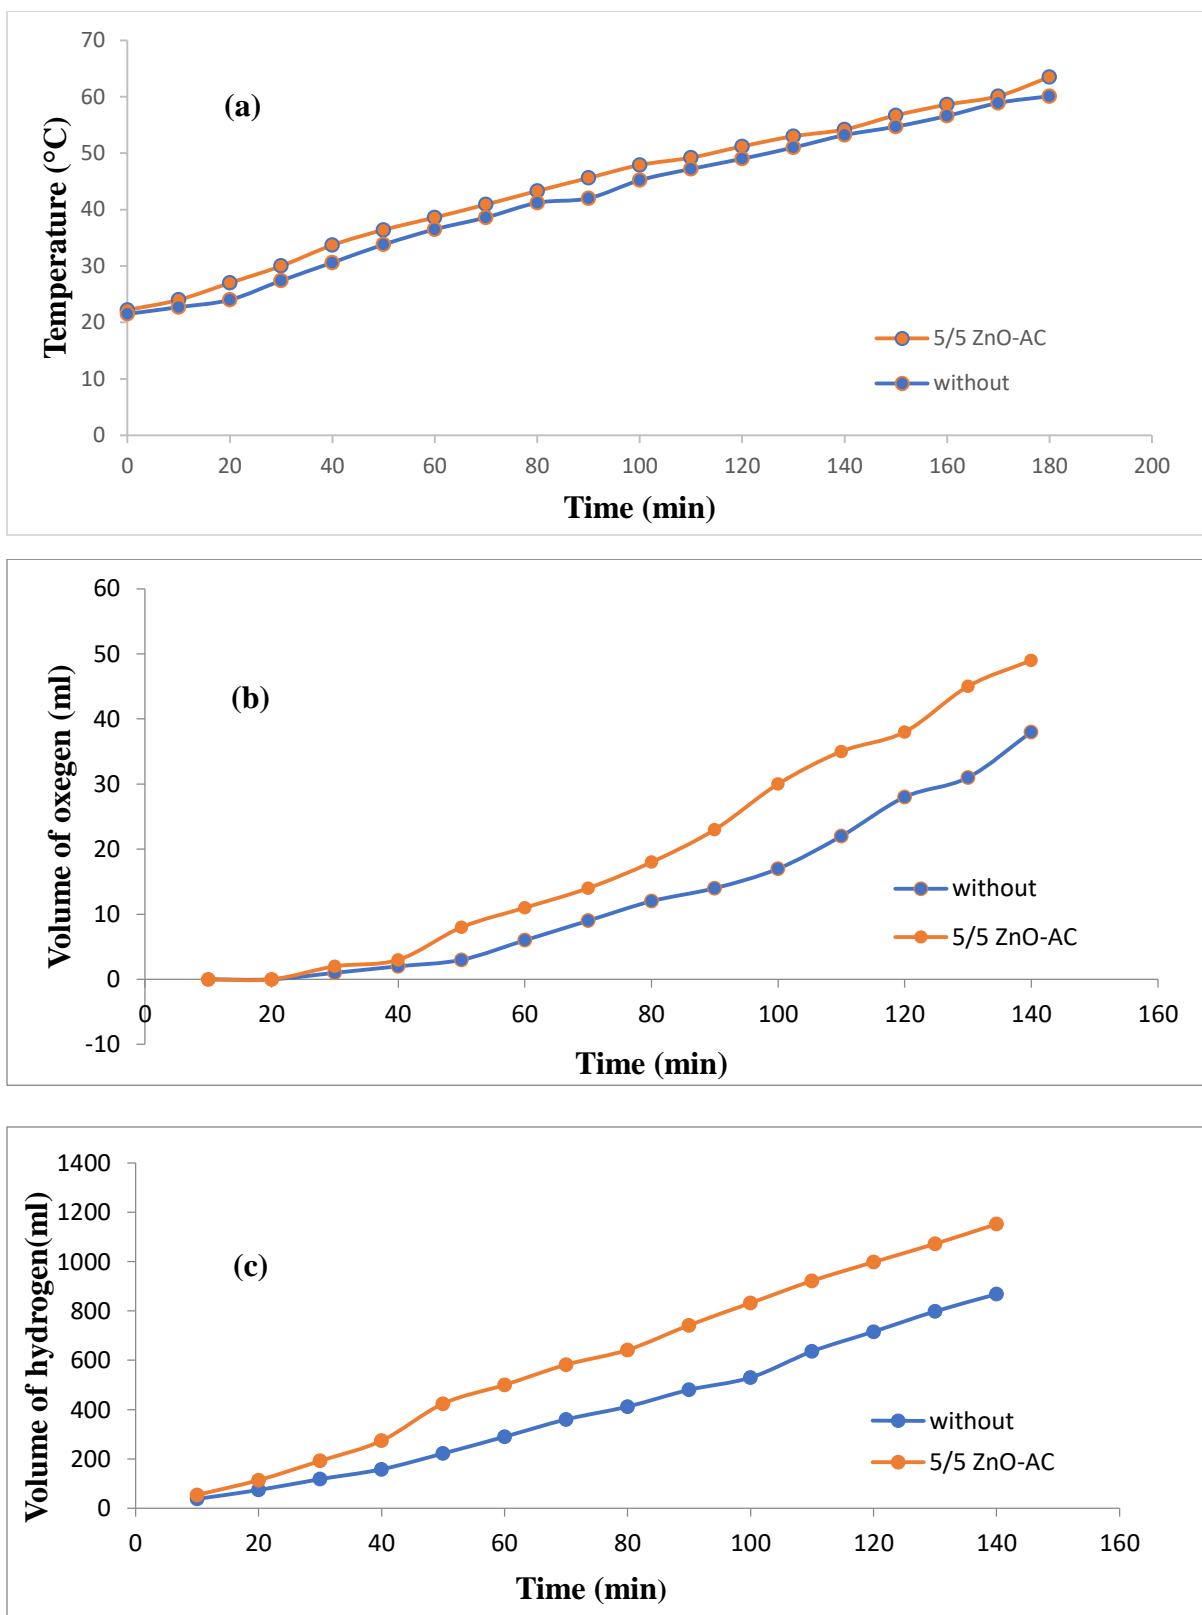 70
60
50
40
30
20
10
0
(a)
Temperature (°C)
5/5 ZnO-AC
without
0 20 40 60 80 100 120 140 160 180 200
Time (min)
60
50
40
30
20
10
0
-10
(b)
Volume of oxegen (ml)
without
5/5 ZnO-AC
0 20 40 60 80 100 120 140 160
Time (min)
1400
1200
1000
800
600
400
200
0
(c)
Volume of hydrogen(ml)
without
5/5 ZnO-AC
0 20 40 60 80 100 120 140 160
Time (min)